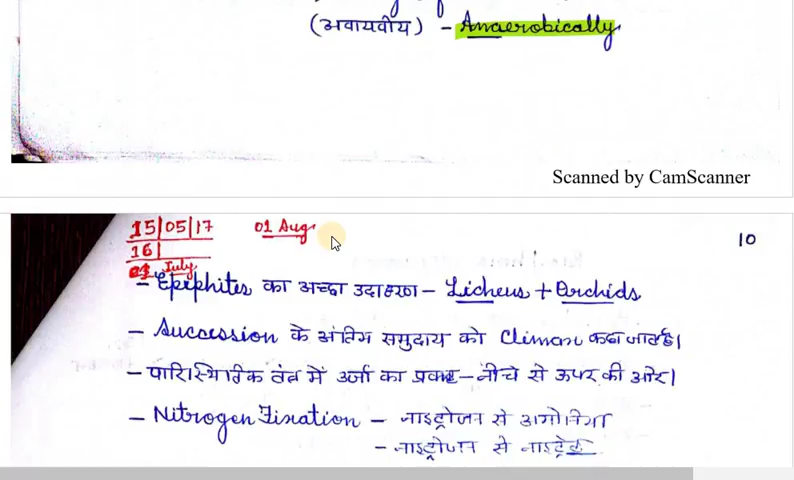 (अवायवीय) - Anaerobically
Scanned by CamScanner
15/05/17 01 Aug
16
July
10
- Epiphites का अच्छा उदाहरण - Lichens + Orchids
- Succession के अंतिम समुदाय को Climax कहा जाता है।
- पारिस्थितिक तंत्र में उर्जा का प्रवाह - नीचे से ऊपर की ओर।
- Nitrogen Fixation - नाइट्रोजन से अमोनिया
- नाइट्रोजन से नाइट्रेट